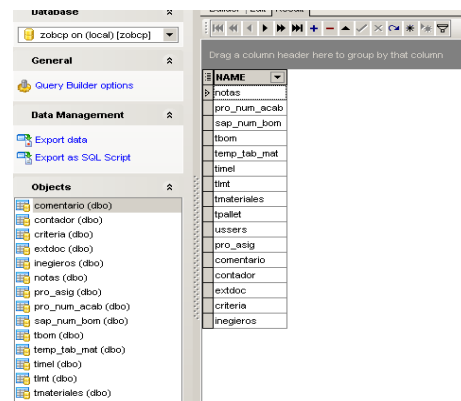 Database
zobcp on (local) [zobcp]
General
Query Builder options
Data Management
Export data
Export as SQL Script
Objects
comentario (dbo)
contador (dbo)
criteria (dbo)
extdoc (dbo)
inegieros (dbo)
notas (dbo)
pro_asig (dbo)
pro_num_acab (dbo)
sap_num_bom (dbo)
tbom (dbo)
temp_tab_mat (dbo)
timel (dbo)
tlmt (dbo)
tmateriales (dbo)
Builder Edit Result
Drag a column header here to group by that column
NAME
notas
pro_num_acab
sap_num_bom
tbom
temp_tab_mat
timel
tlmt
tmateriales
tpallet
ussers
pro_asig
comentario
contador
extdoc
criteria
inegieros